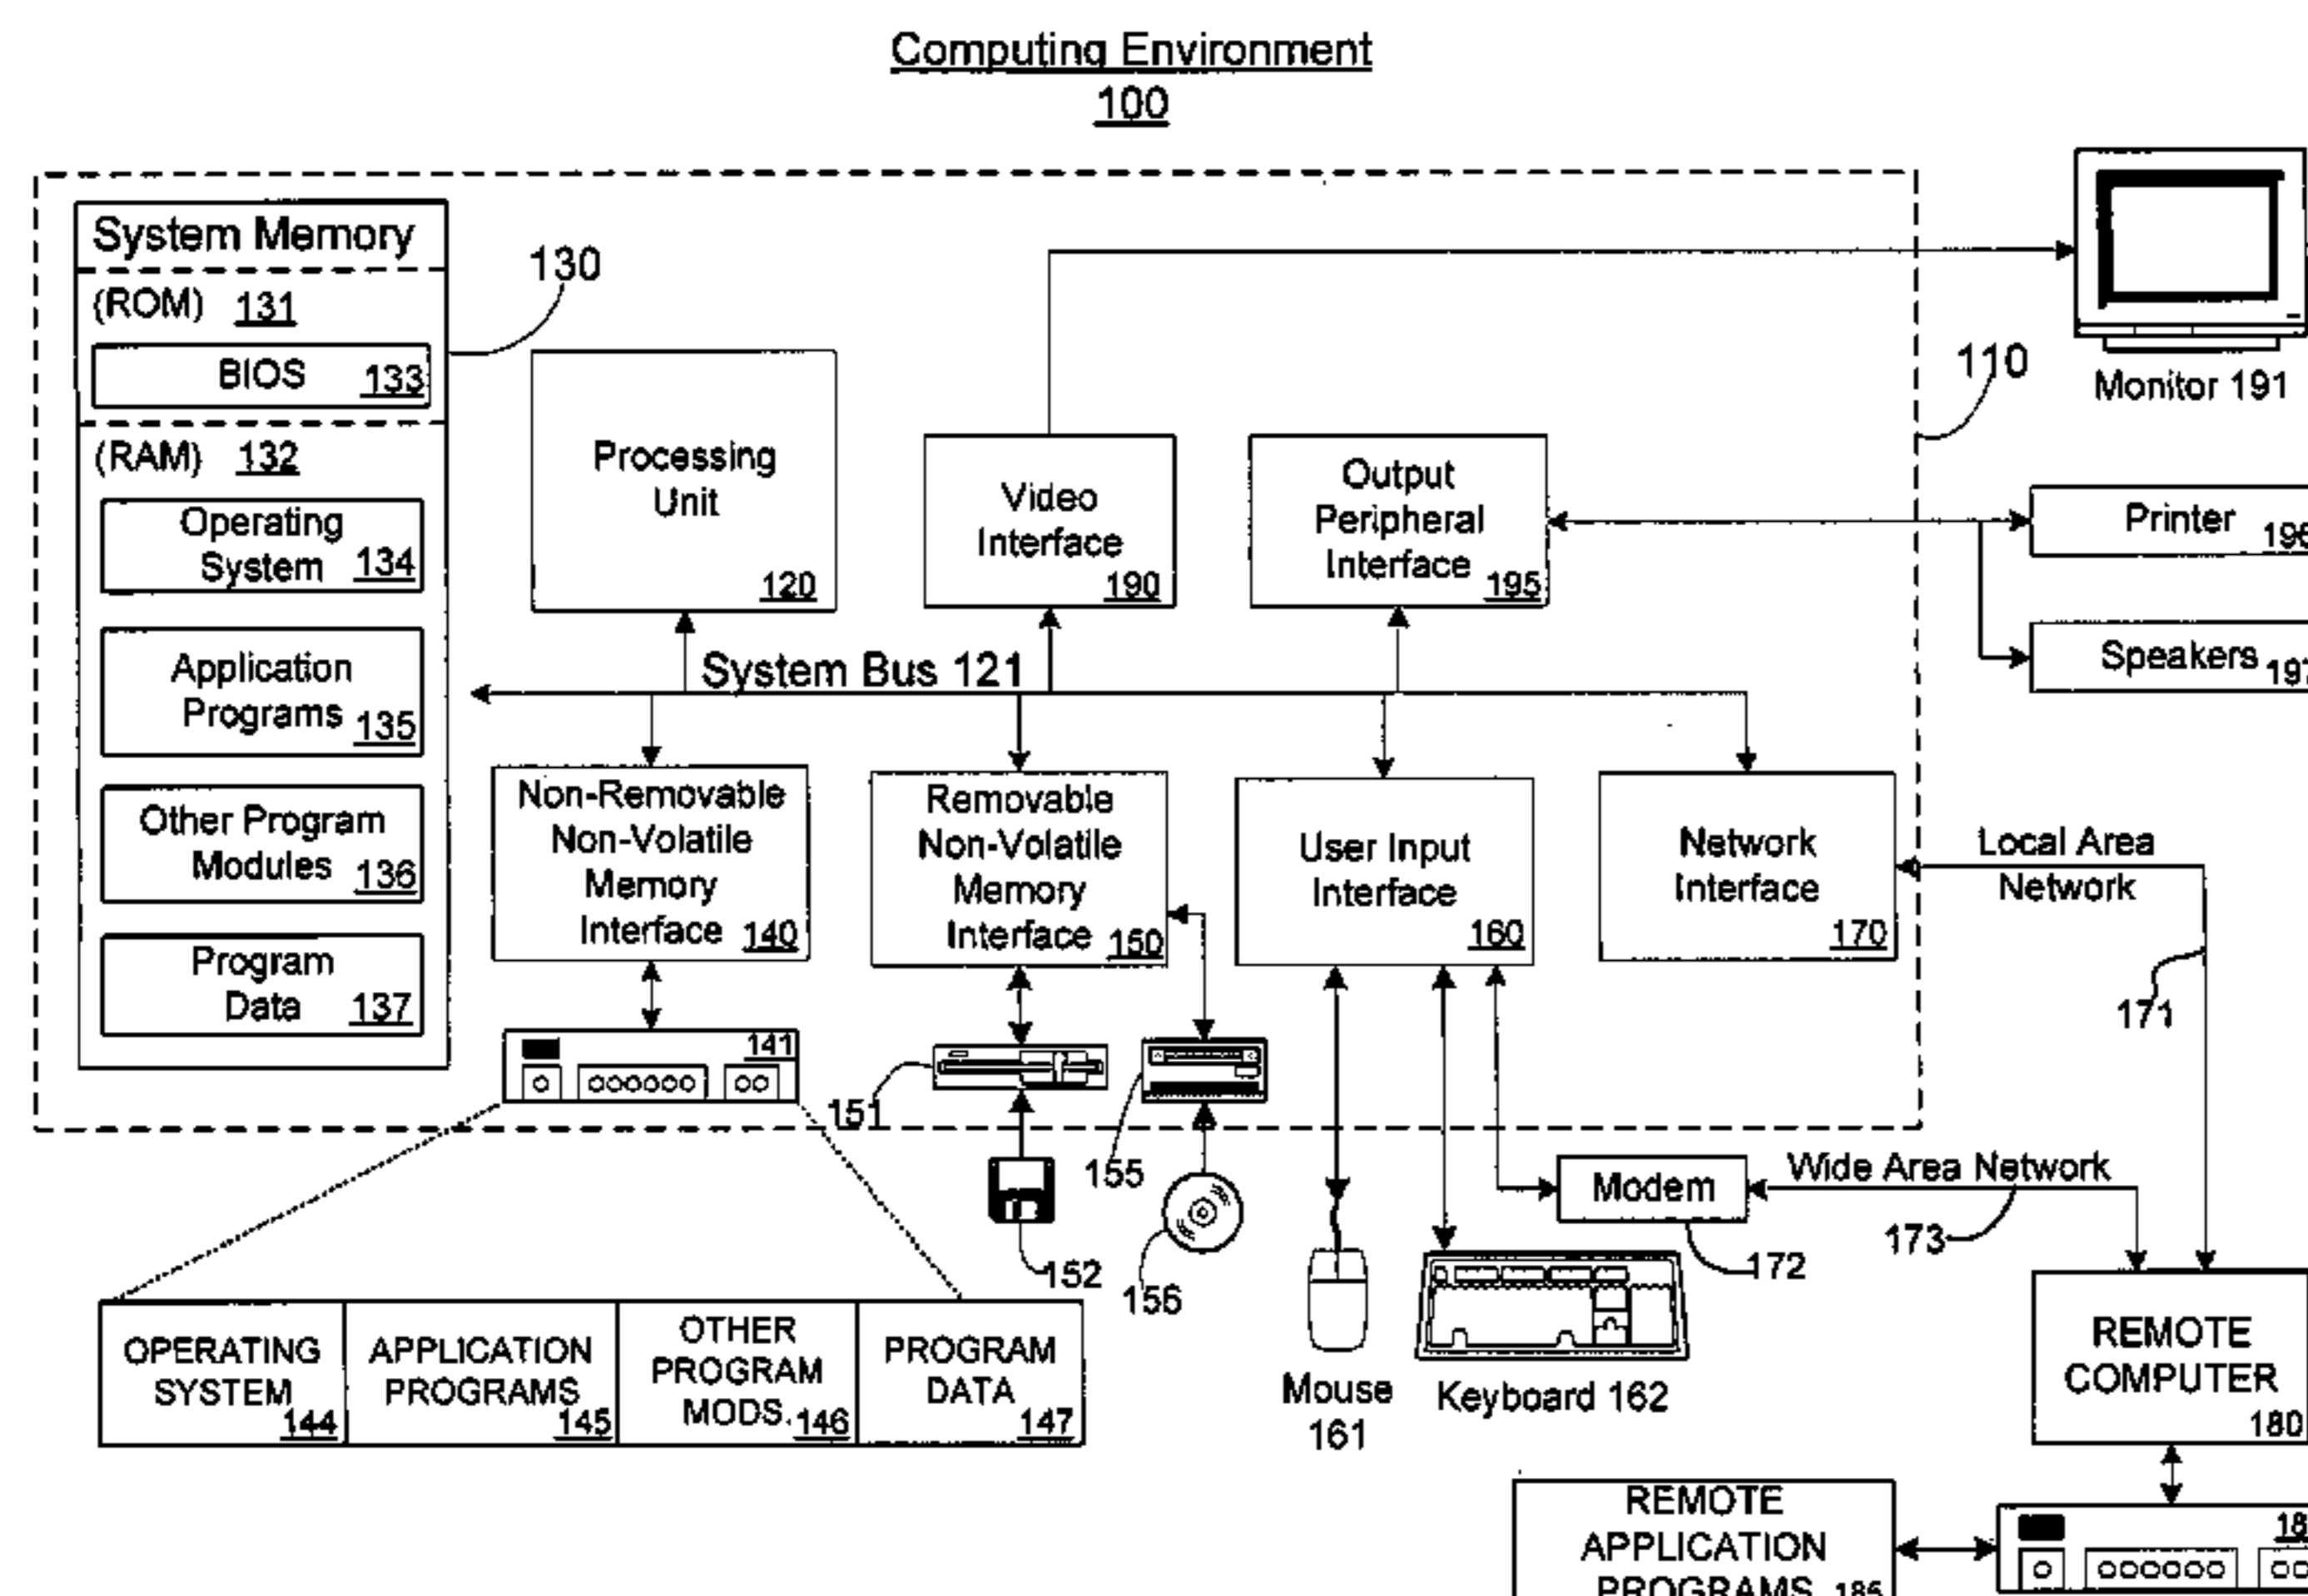 Computing Environment
100
System Memory
(ROM) 131
BIOS 133
(RAM) 132
Operating
System 134
Application
Programs 135
Other Program
Modules 136
Program
Data 137
130
Processing
Unit
120
Video
Interface
190
Output
Peripheral
Interface 195
110
Monitor 191
Printer
Speakers
System Bus 121
Non-Removable
Non-Volatile
Memory
Interface 140
Removable
Non-Volatile
Memory
Interface 150
User Input
Interface
160
Network
Interface
170
Local Area
Network
171
141
151
155
152
156
Modem
172
Wide Area Network
173
Mouse
161
Keyboard 162
OPERATING
SYSTEM 144
APPLICATION
PROGRAMS 145
OTHER
PROGRAM
MODS. 146
PROGRAM
DATA 147
REMOTE
COMPUTER
180
REMOTE
APPLICATION
PROGRAMS 185